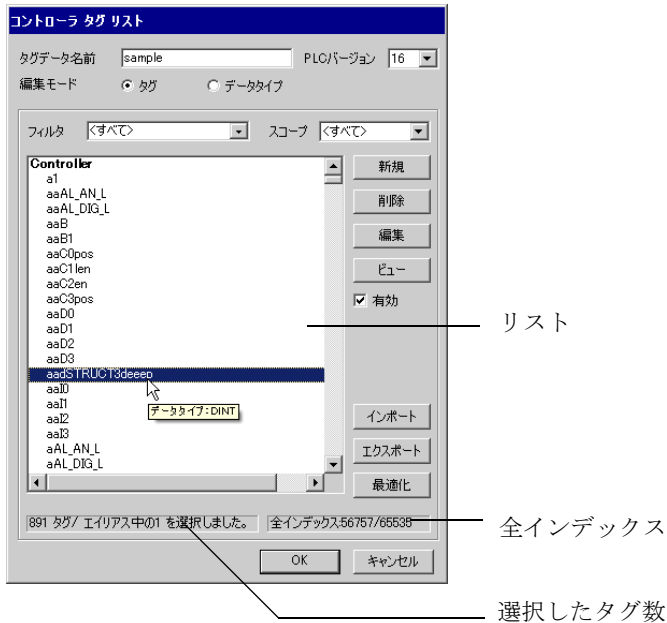 コントローラ タグ リスト
タグデータ名前 sample PLCバージョン 16
編集モード タグ データタイプ
フィルタ <すべて> スコープ <すべて>
Controller
a1
aaAL_AN_L
aaAL_DIG_L
aaB
aaB1
aaC0pos
aaC1len
aaC2en
aaC3pos
aaD0
aaD1
aaD2
aaD3
aadSTRUCT3deeep
aaI0
aaI1
aaI2
aaI3
aAL_AN_L
aAL_DIG_L
データタイプ:DINT
新規
削除
編集
ビュー
有効
インポート
エクスポート
最適化
891 タグ/ エイリアス中の1 を選択しました。 全インデックス:56757/65535
OK キャンセル
リスト
全インデックス
選択したタグ数